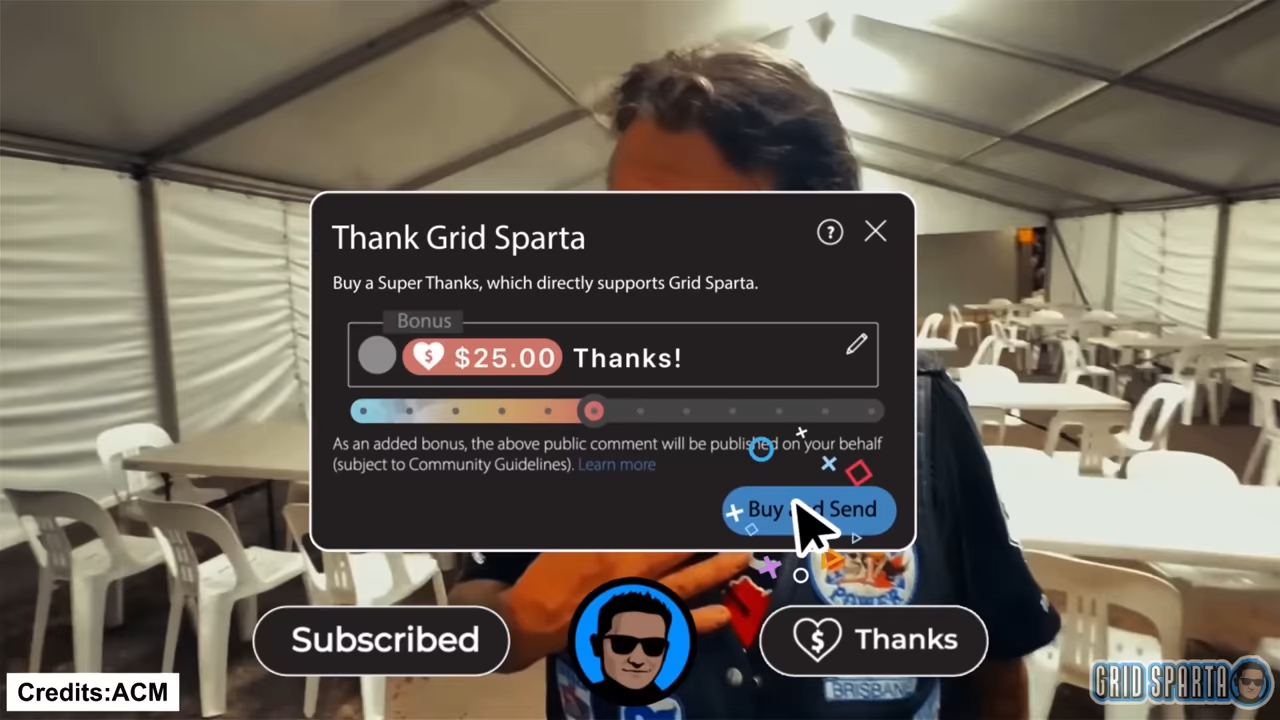 Thank Grid Sparta
?
Buy a Super Thanks, which directly supports Grid Sparta.
Bonus
$ $25.00 Thanks!
As an added bonus, the above public comment will be published on your behalf
(subject to Community Guidelines). Learn more
Buy and Send
POWER
Subscribed
$ Thanks
BRISBANE
Credits:ACM
GRID SPARTA